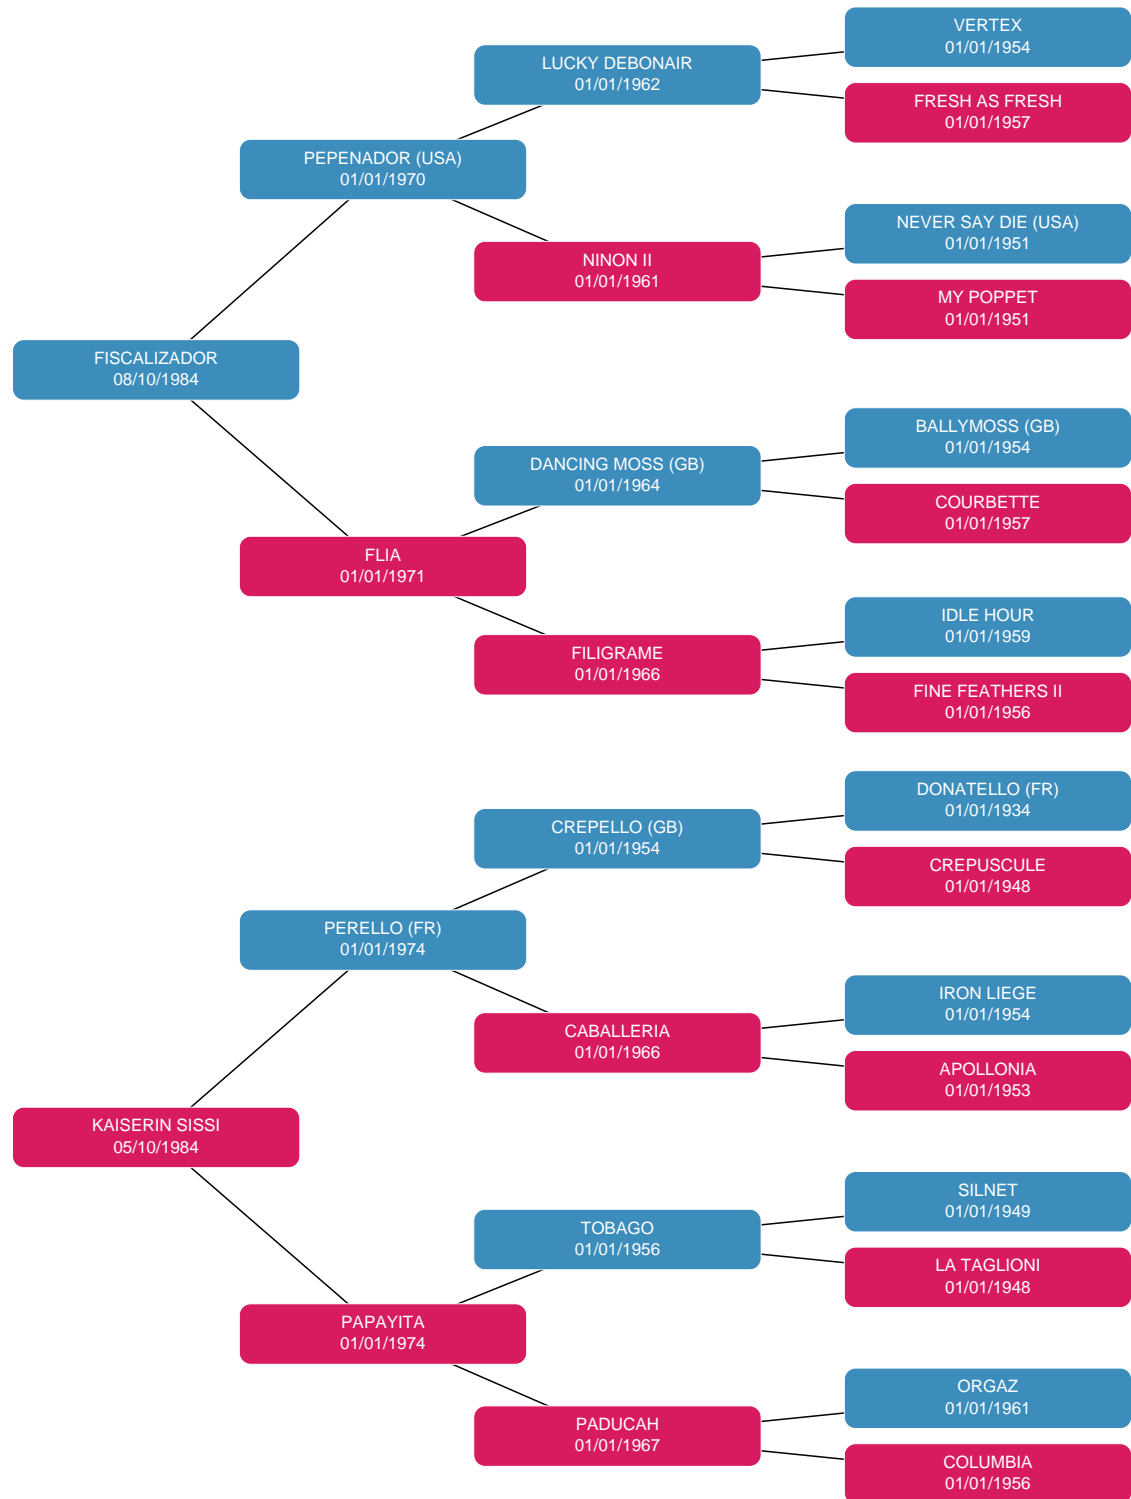 VERTEX
01/01/1954
LUCKY DEBONAIR
01/01/1962
FRESH AS FRESH
01/01/1957
PEPENADOR (USA)
01/01/1970
NEVER SAY DIE (USA)
01/01/1951
NINON II
01/01/1961
MY POPPET
01/01/1951
FISCALIZADOR
08/10/1984
BALLYMOSS (GB)
01/01/1954
DANCING MOSS (GB)
01/01/1964
COURBETTE
01/01/1957
FLIA
01/01/1971
IDLE HOUR
01/01/1959
FILIGRAME
01/01/1966
FINE FEATHERS II
01/01/1956
DONATELLO (FR)
01/01/1934
CREPELLO (GB)
01/01/1954
CREPUSCULE
01/01/1948
PERELLO (FR)
01/01/1974
IRON LIEGE
01/01/1954
CABALLERIA
01/01/1966
APOLLONIA
01/01/1953
KAISERIN SISSI
05/10/1984
SILNET
01/01/1949
TOBAGO
01/01/1956
LA TAGLIONI
01/01/1948
PAPAYITA
01/01/1974
ORGAZ
01/01/1961
PADUCAH
01/01/1967
COLUMBIA
01/01/1956